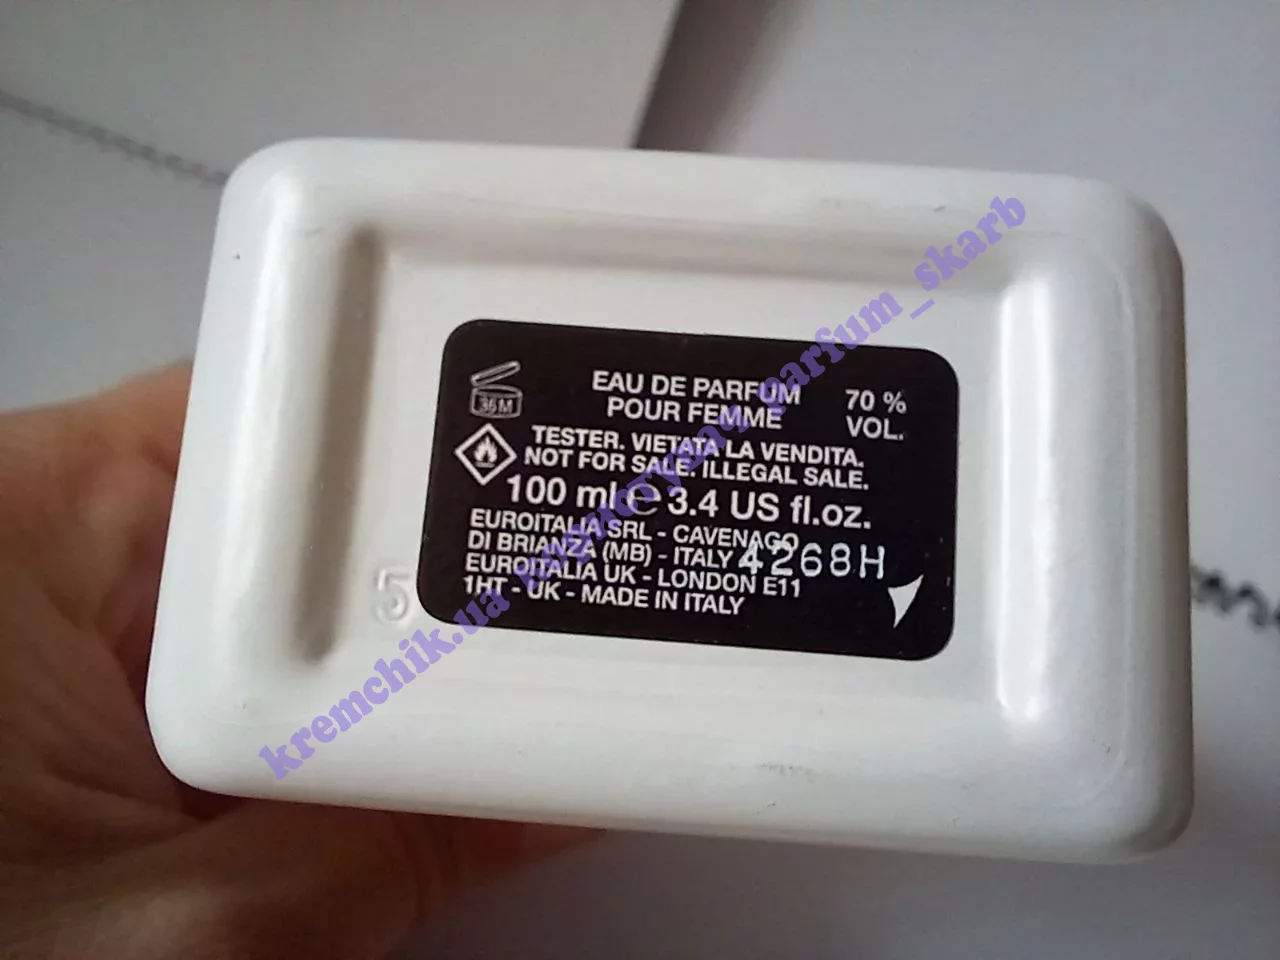 36M
EAU DE PARFUM
POUR FEMME
70 %
VOL.
TESTER. VIETATA LA VENDITA.
NOT FOR SALE. ILLEGAL SALE.
100 ml e 3.4 US fl.oz.
EUROITALIA SRL - CAVENAGO
DI BRIANZA (MB) - ITALY
4268H
EUROITALIA UK - LONDON E11
1HT - UK - MADE IN ITALY
5
kremchik.ua parfum_skarb